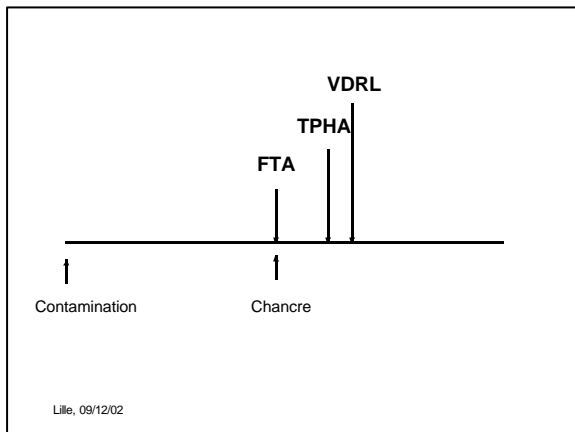 VDRL
TPHA
FTA
Contamination
Chancre
Lille, 09/12/02